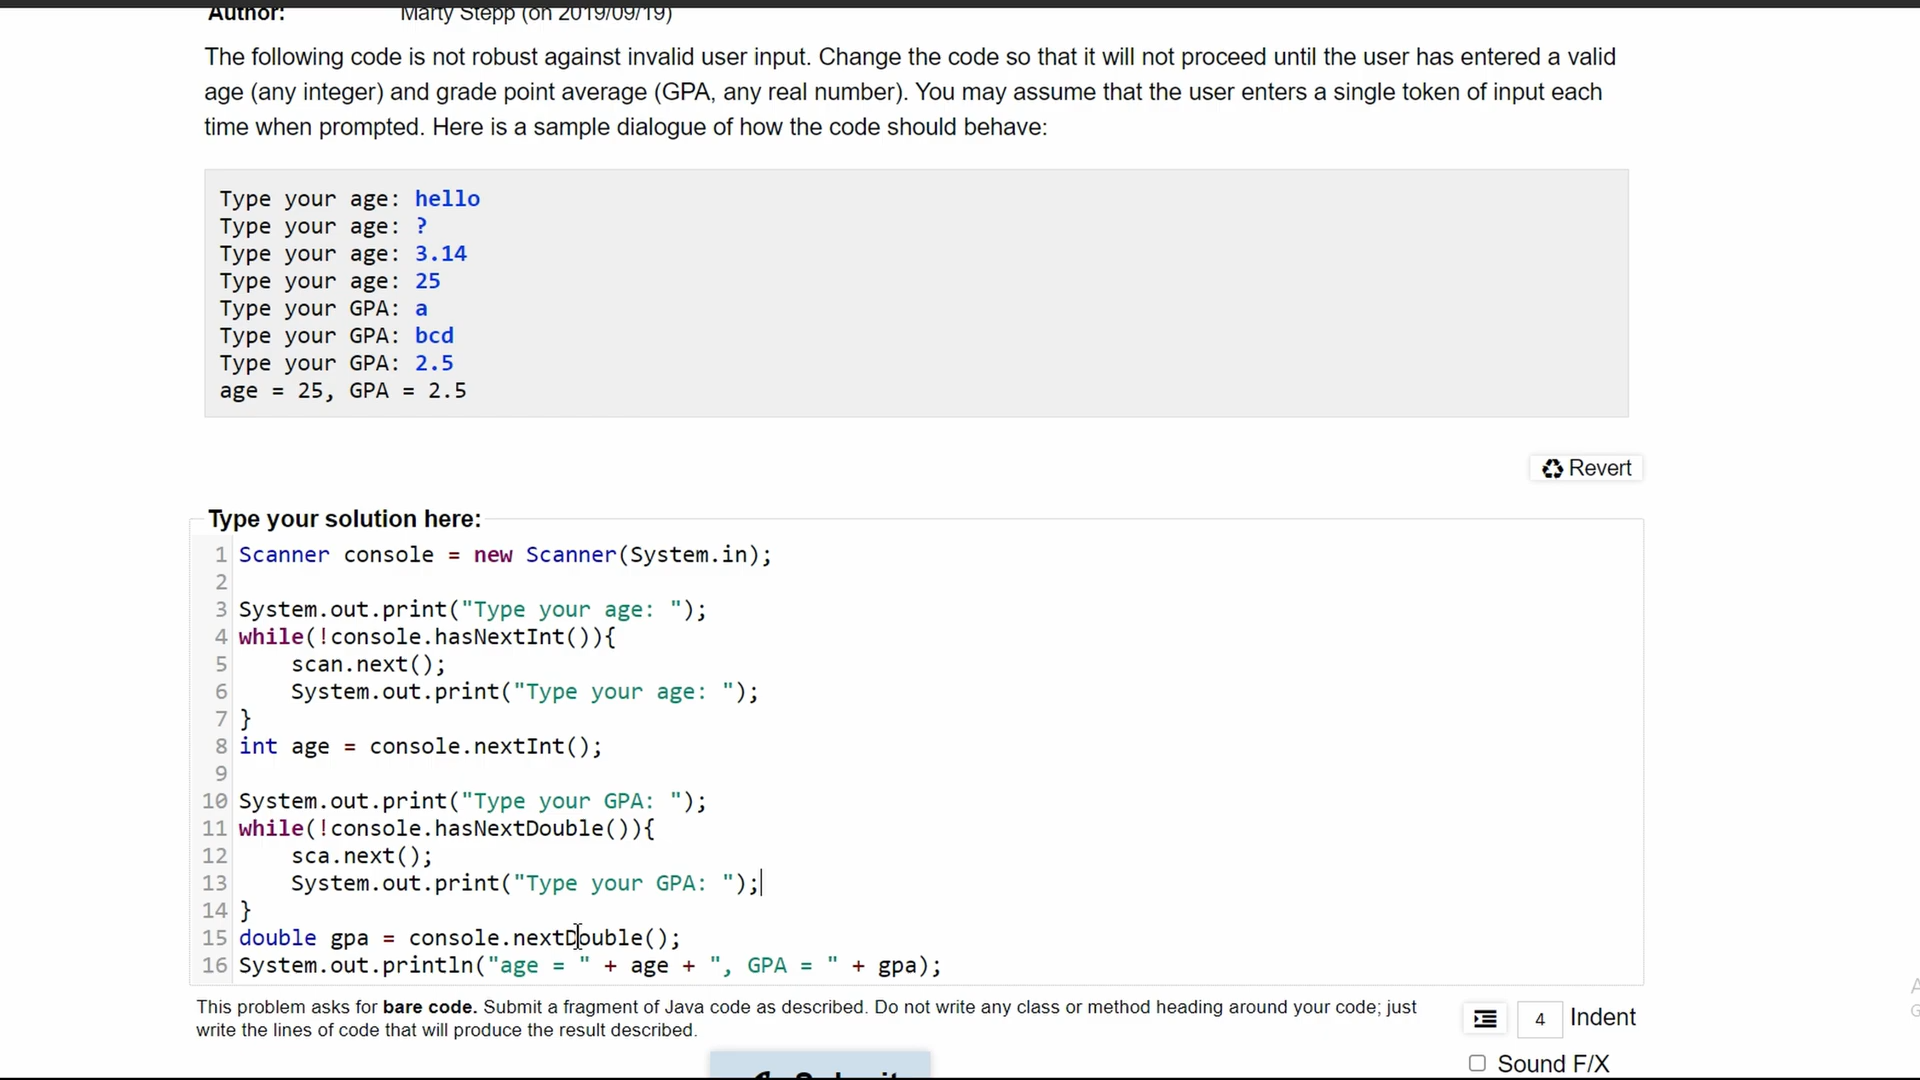 Author: Marty Stepp (on 2019/09/19)
The following code is not robust against invalid user input. Change the code so that it will not proceed until the user has entered a valid
age (any integer) and grade point average (GPA, any real number). You may assume that the user enters a single token of input each
time when prompted. Here is a sample dialogue of how the code should behave:
Type your age: hello
Type your age: ?
Type your age: 3.14
Type your age: 25
Type your GPA: a
Type your GPA: bcd
Type your GPA: 2.5
age = 25, GPA = 2.5
Revert
Type your solution here:
1 Scanner console = new Scanner(System.in);
2
3 System.out.print("Type your age: ");
4 while(!console.hasNextInt()){
5     scan.next();
6     System.out.print("Type your age: ");
7 }
8 int age = console.nextInt();
9
10 System.out.print("Type your GPA: ");
11 while(!console.hasNextDouble()){
12     sca.next();
13     System.out.print("Type your GPA: ");
14 }
15 double gpa = console.nextDouble();
16 System.out.println("age = " + age + ", GPA = " + gpa);
This problem asks for bare code. Submit a fragment of Java code as described. Do not write any class or method heading around your code; just
write the lines of code that will produce the result described.
4 Indent
Sound F/X
Submit